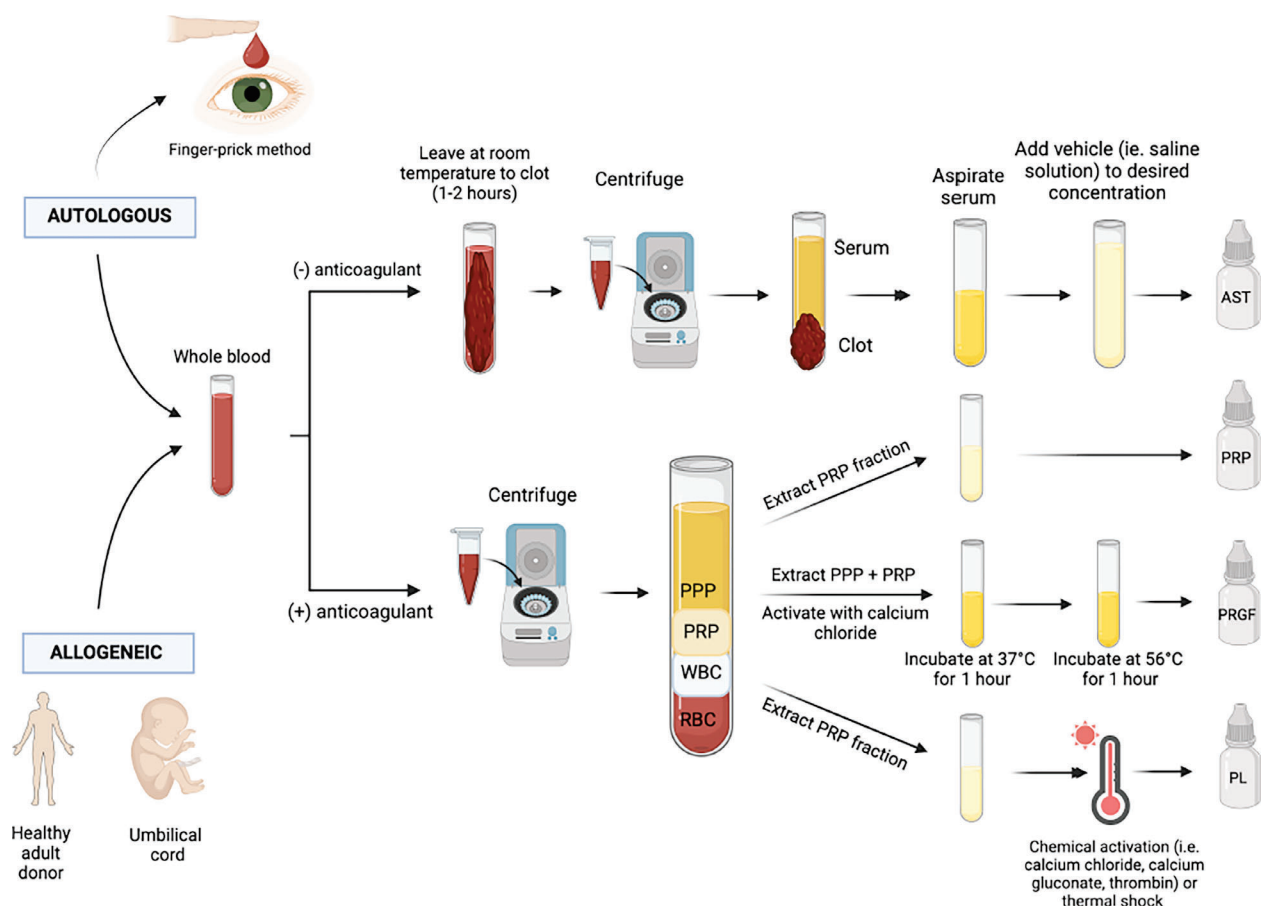 Finger-prick method
AUTOLOGOUS
Leave at room
temperature to clot
(1-2 hours)
Centrifuge
Aspirate
serum
Add vehicle (ie. saline
solution) to desired
concentration
(-) anticoagulant
Serum
Clot
AST
Whole blood
Extract PRP fraction
PRP
(+) anticoagulant
Centrifuge
PPP
PRP
WBC
RBC
Extract PPP + PRP
Activate with calcium
chloride
Incubate at 37°C
for 1 hour
Incubate at 56°C
for 1 hour
PRGF
Extract PRP fraction
PL
Chemical activation (i.e.
calcium chloride, calcium
gluconate, thrombin) or
thermal shock
ALLOGENEIC
Healthy
adult
donor
Umbilical
cord